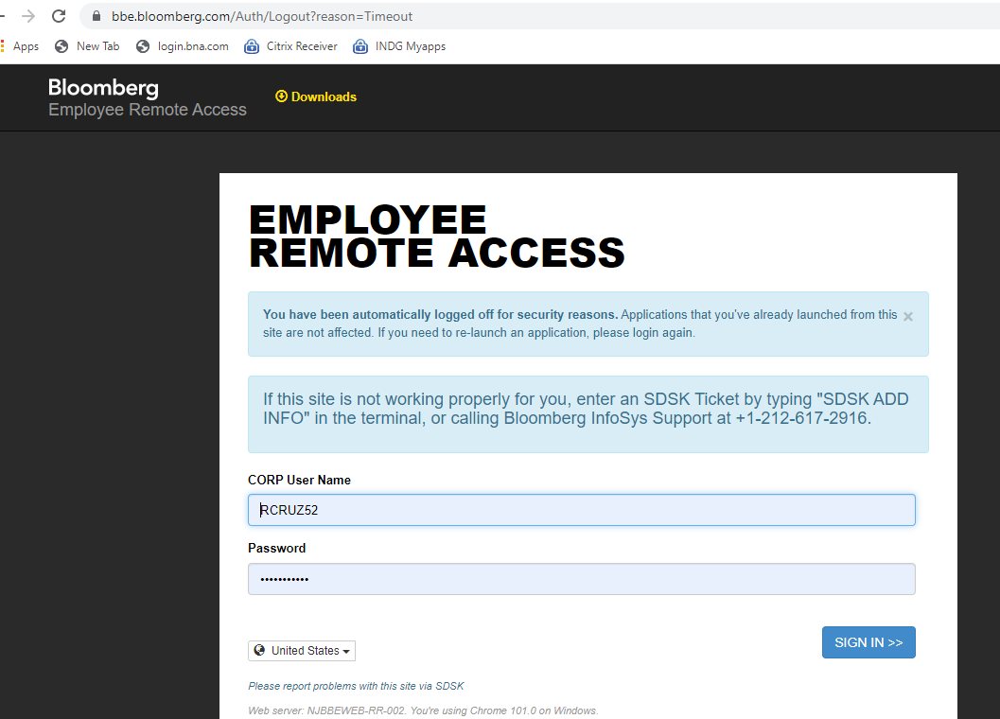 bbe.bloomberg.com/Auth/Logout?reason=Timeout
Apps New Tab login.bna.com Citrix Receiver INDG Myapps
Bloomberg
Employee Remote Access
Downloads
EMPLOYEE
REMOTE ACCESS
You have been automatically logged off for security reasons. Applications that you've already launched from this ×
site are not affected. If you need to re-launch an application, please login again.
If this site is not working properly for you, enter an SDSK Ticket by typing "SDSK ADD
INFO" in the terminal, or calling Bloomberg InfoSys Support at +1-212-617-2916.
CORP User Name
RCRUZ52
Password
•••••••••••
United States
SIGN IN >>
Please report problems with this site via SDSK
Web server: NJBBEWEB-RR-002. You're using Chrome 101.0 on Windows.